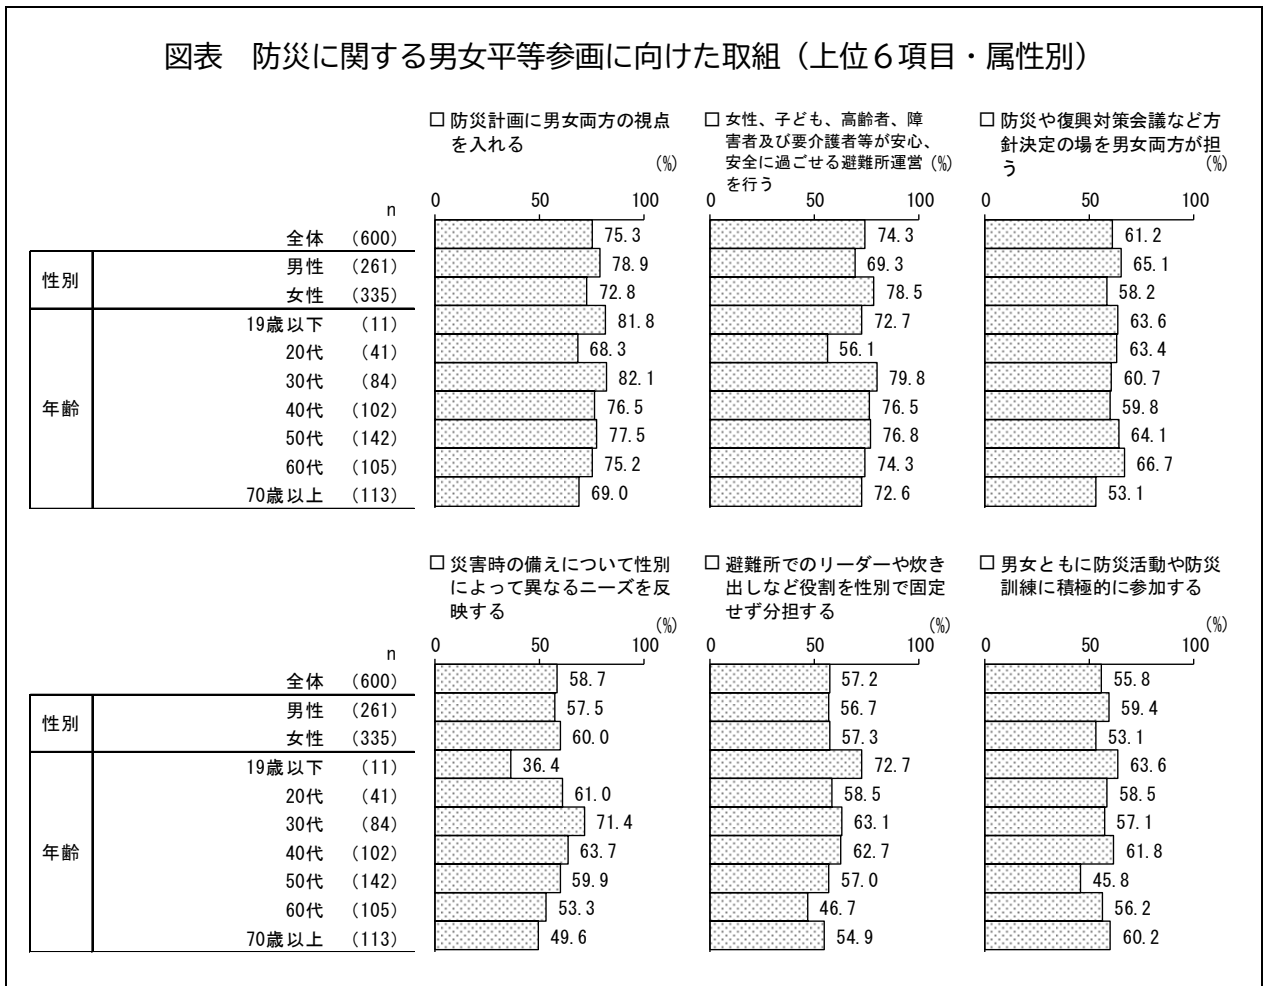 図表　防災に関する男女平等参画に向けた取組（上位６項目・属性別）
□ 防災計画に男女両方の視点
を入れる
(%)
□ 女性、子ども、高齢者、障
害者及び要介護者等が安心、
安全に過ごせる避難所運営 (%)
を行う
□ 防災や復興対策会議など方
針決定の場を男女両方が担
う
(%)
n
0 50 100 0 50 100 0 50 100
全体 (600) 75.3 74.3 61.2
性別
男性 (261) 78.9 69.3 65.1
女性 (335) 72.8 78.5 58.2
年齢
19歳以下 (11) 81.8 72.7 63.6
20代 (41) 68.3 56.1 63.4
30代 (84) 82.1 79.8 60.7
40代 (102) 76.5 76.5 59.8
50代 (142) 77.5 76.8 64.1
60代 (105) 75.2 74.3 66.7
70歳以上 (113) 69.0 72.6 53.1
□ 災害時の備えについて性別
によって異なるニーズを反
映する
(%)
□ 避難所でのリーダーや炊き
出しなど役割を性別で固定
せず分担する
(%)
□ 男女ともに防災活動や防災
訓練に積極的に参加する
(%)
n
0 50 100 0 50 100 0 50 100
全体 (600) 58.7 57.2 55.8
性別
男性 (261) 57.5 56.7 59.4
女性 (335) 60.0 57.3 53.1
年齢
19歳以下 (11) 36.4 72.7 63.6
20代 (41) 61.0 58.5 58.5
30代 (84) 71.4 63.1 57.1
40代 (102) 63.7 62.7 61.8
50代 (142) 59.9 57.0 45.8
60代 (105) 53.3 46.7 56.2
70歳以上 (113) 49.6 54.9 60.2